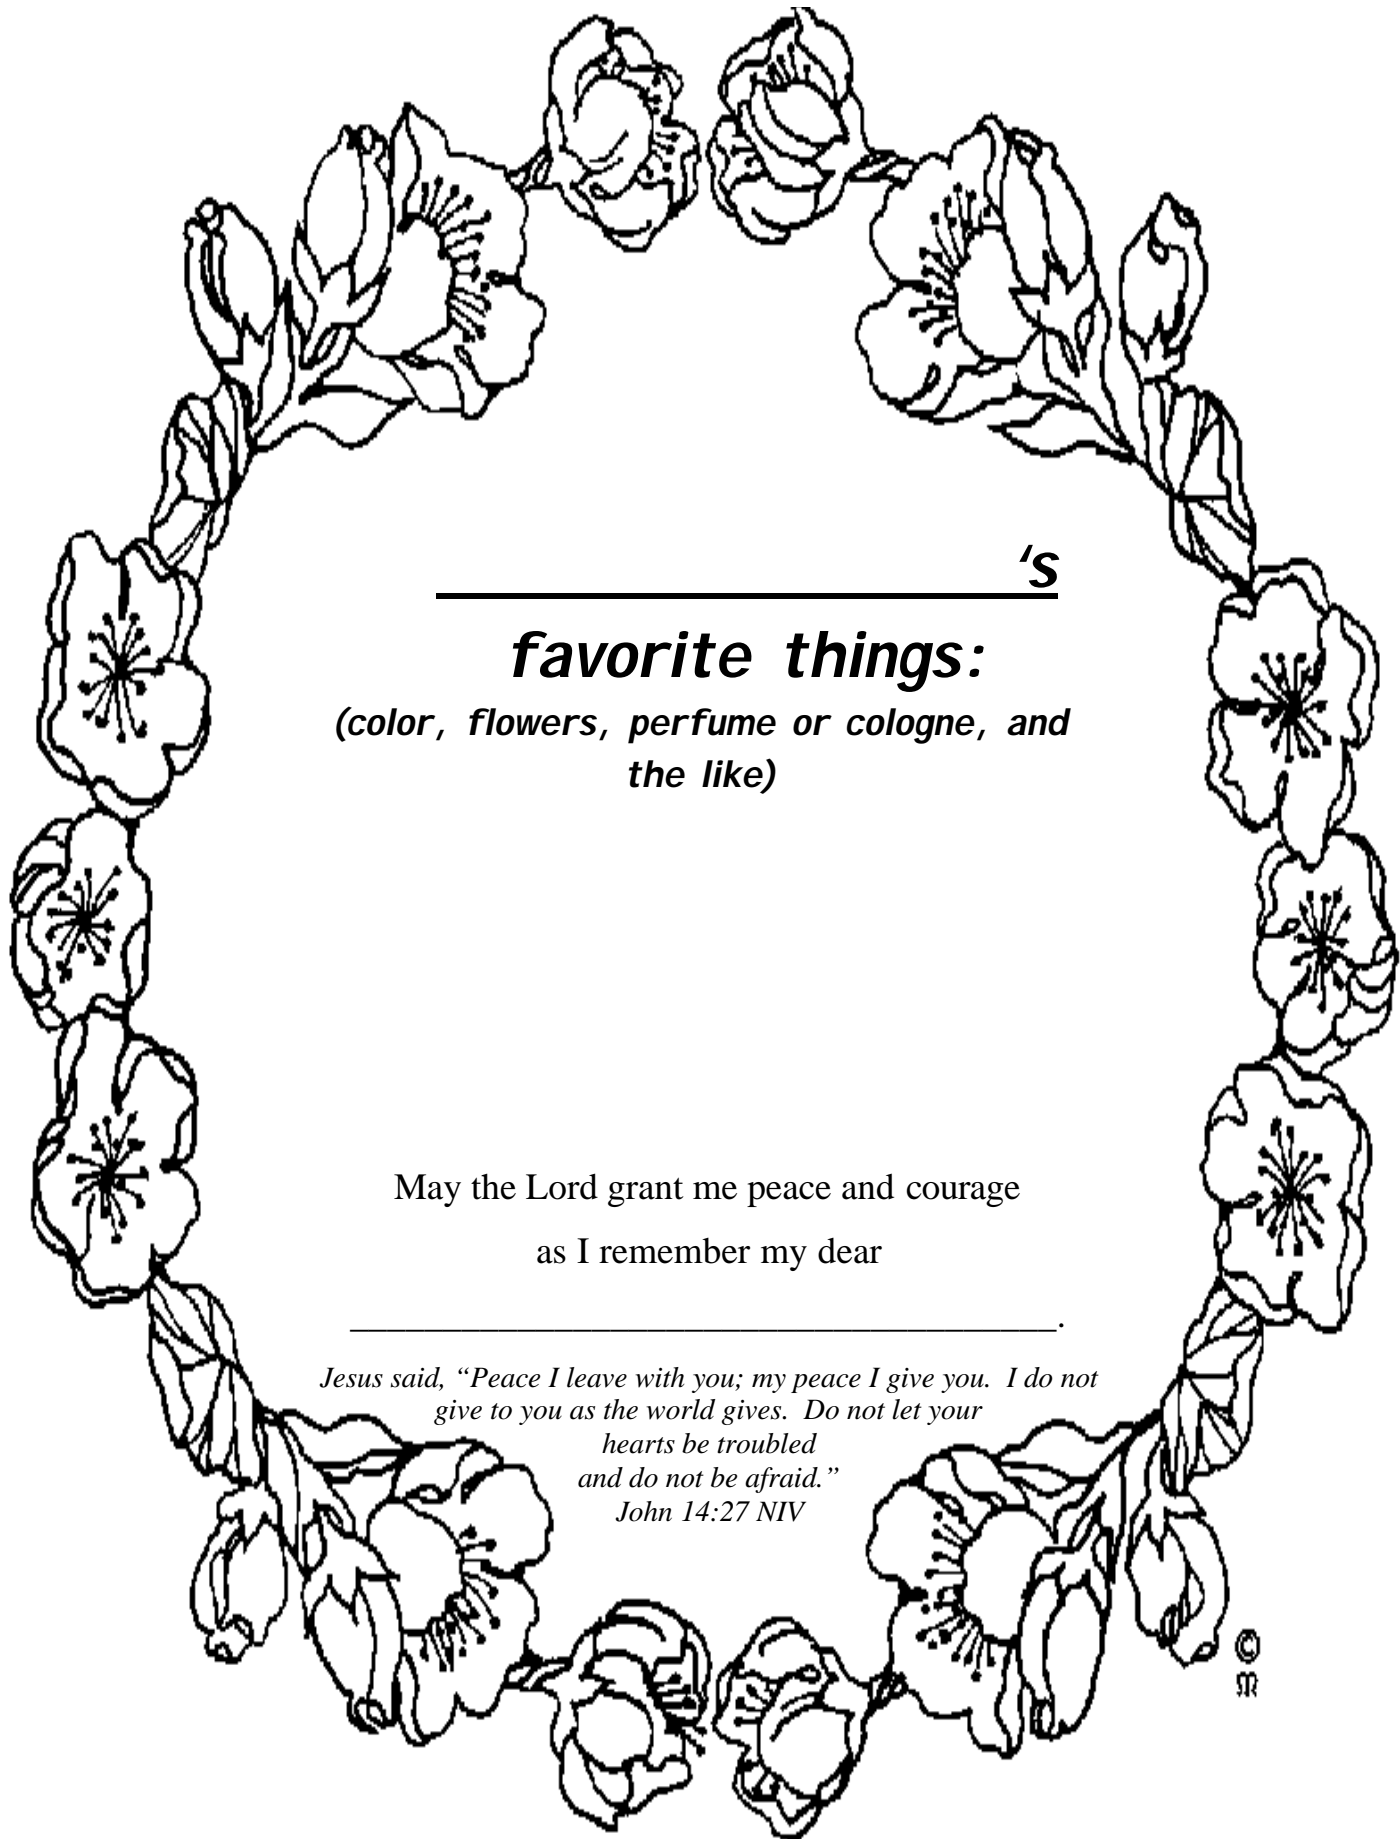 ____________________‘s
favorite things:
(color, flowers, perfume or cologne, and
the like)
May the Lord grant me peace and courage
as I remember my dear
______________________________________.
Jesus said, “Peace I leave with you; my peace I give you.  I do not
give to you as the world gives.  Do not let your
hearts be troubled
and do not be afraid.”
John 14:27 NIV
©